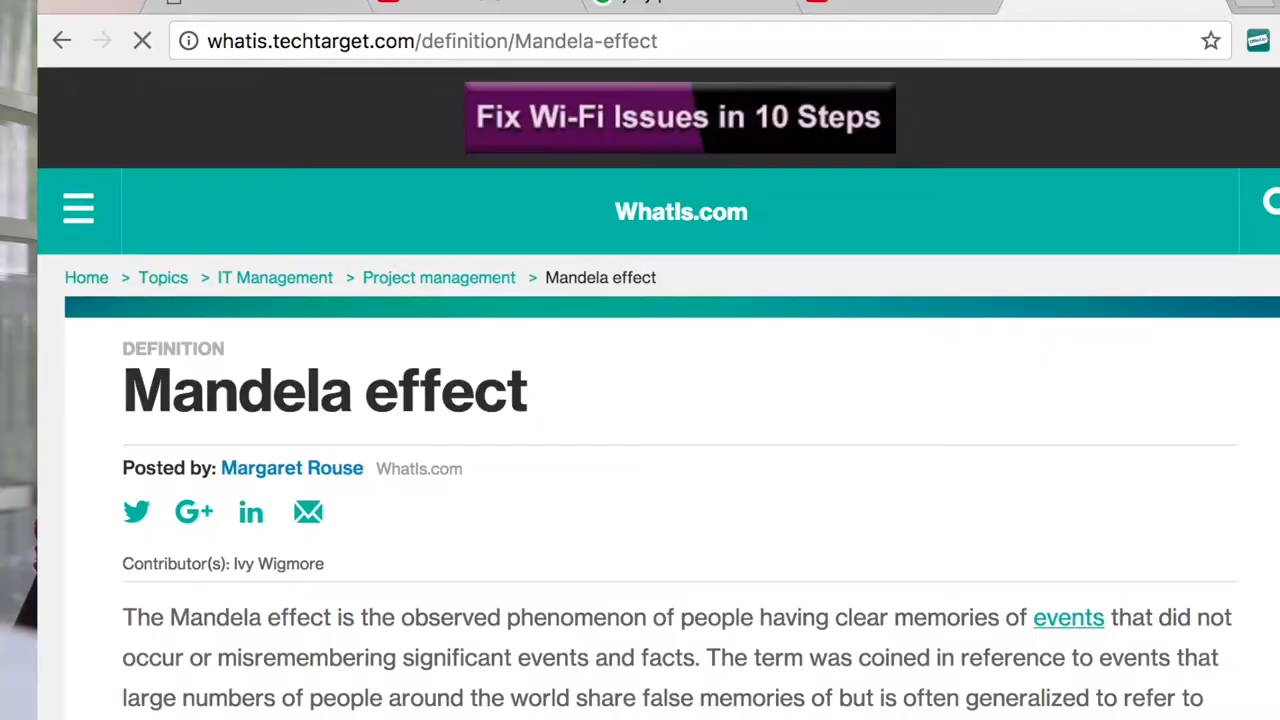 whatis.techtarget.com/definition/Mandela-effect
Fix Wi-Fi Issues in 10 Steps
WhatIs.com
Home > Topics > IT Management > Project management > Mandela effect
DEFINITION
Mandela effect
Posted by: Margaret Rouse WhatIs.com
G+ in
Contributor(s): Ivy Wigmore
The Mandela effect is the observed phenomenon of people having clear memories of events that did not
occur or misremembering significant events and facts. The term was coined in reference to events that
large numbers of people around the world share false memories of but is often generalized to refer to